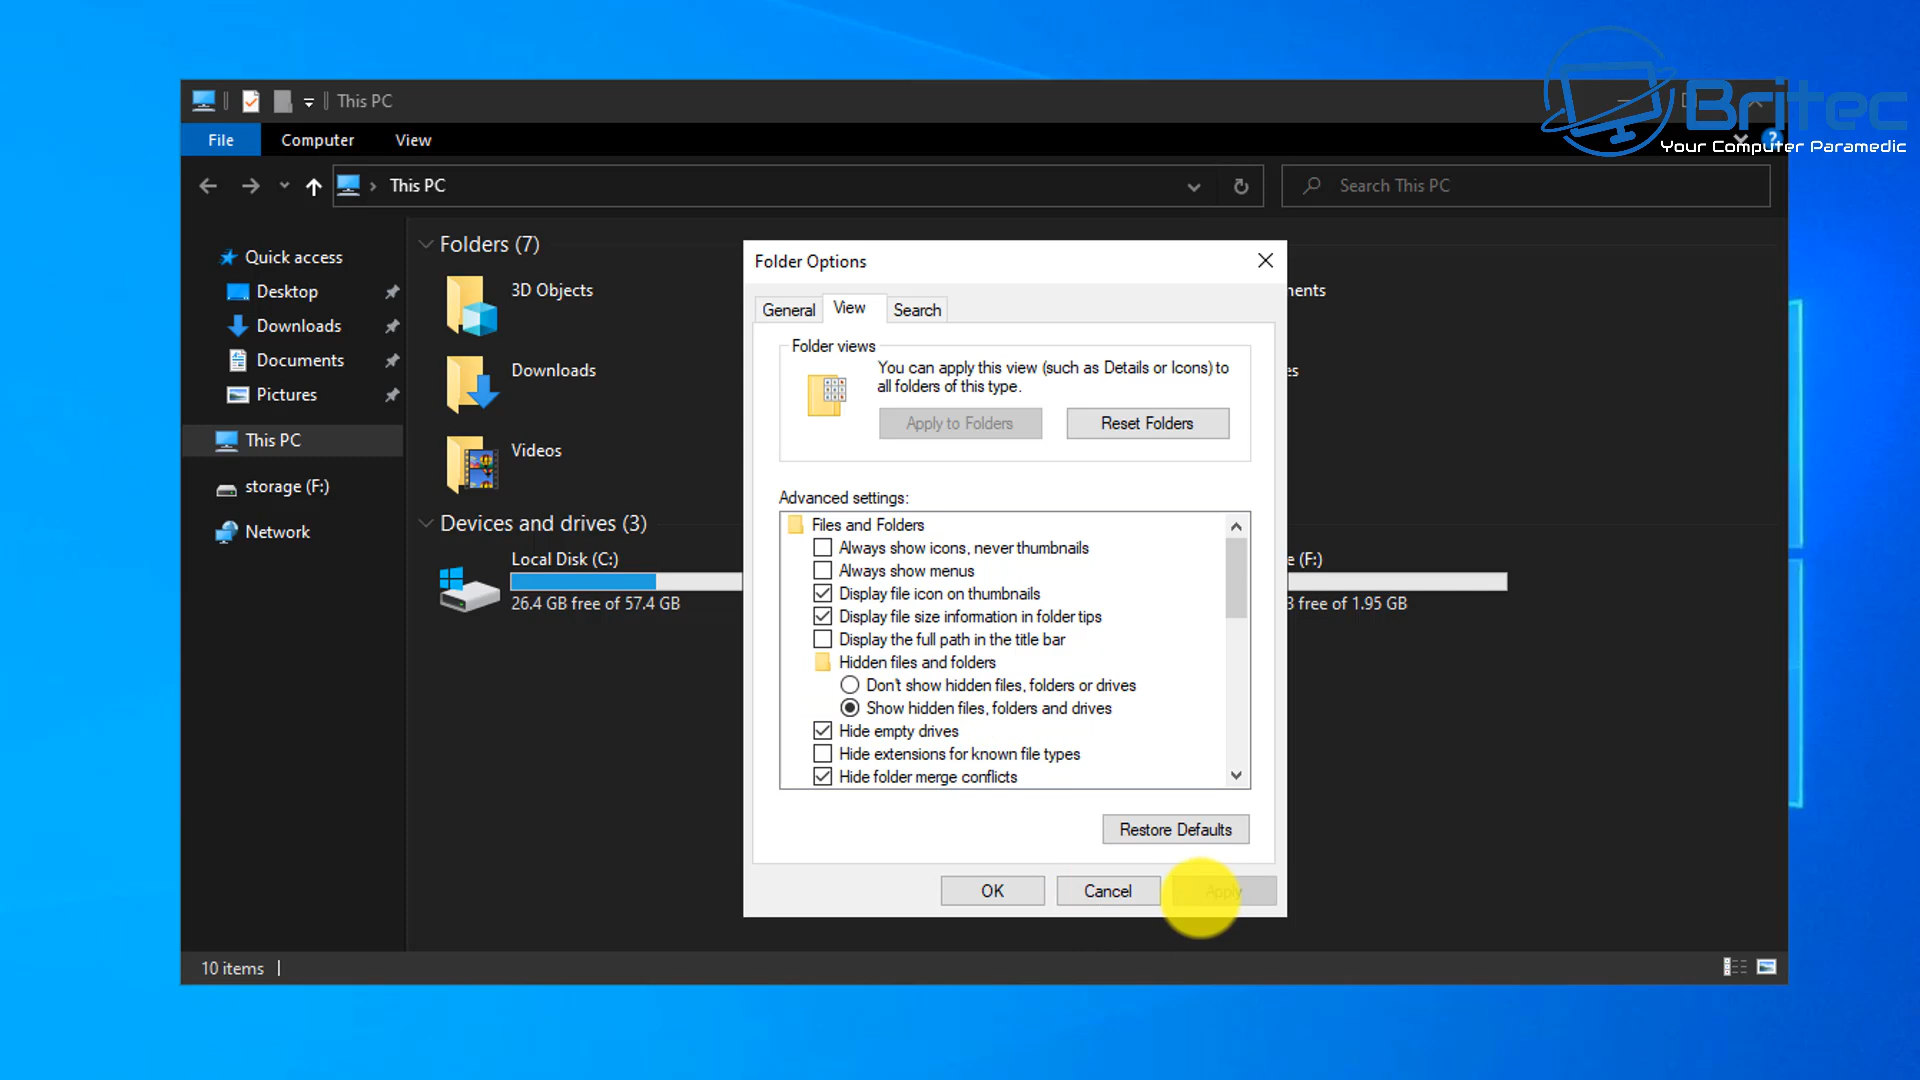 This PC
Britec
Your Computer Paramedic
File Computer View
?
This PC
Search This PC
Quick access
Desktop
Downloads
Documents
Pictures
This PC
storage (F:)
Network
Folders (7)
3D Objects
Downloads
Videos
Devices and drives (3)
Local Disk (C:)
26.4 GB free of 57.4 GB
(F:)
free of 1.95 GB
Folder Options
General View Search
Folder views
You can apply this view (such as Details or Icons) to
all folders of this type.
Apply to Folders Reset Folders
Advanced settings:
Files and Folders
Always show icons, never thumbnails
Always show menus
Display file icon on thumbnails
Display file size information in folder tips
Display the full path in the title bar
Hidden files and folders
Don't show hidden files, folders or drives
Show hidden files, folders and drives
Hide empty drives
Hide extensions for known file types
Hide folder merge conflicts
Restore Defaults
OK Cancel Apply
10 items